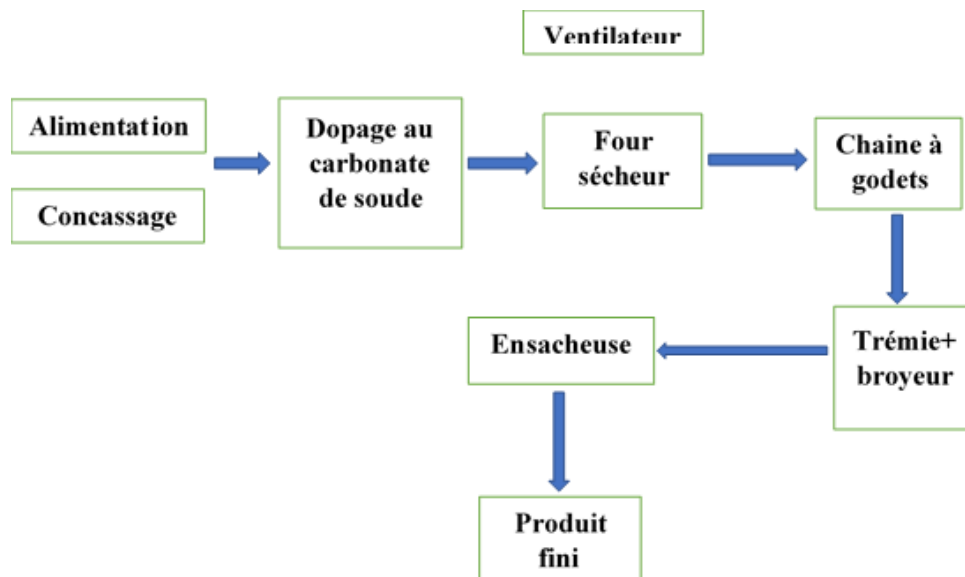 Ventilateur
Alimentation
Concassage
Dopage au
carbonate
de soude
Four
sécheur
Chaine à
godets
Trémie+
broyeur
Ensacheuse
Produit
fini